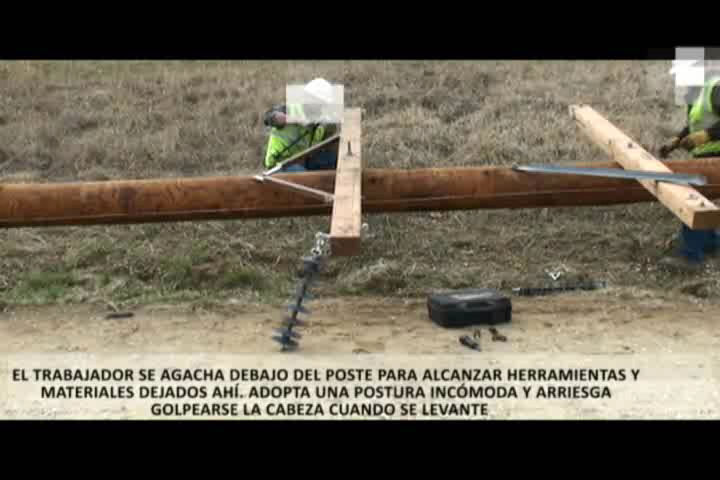 EL TRABAJADOR SE AGACHA DEBAJO DEL POSTE PARA ALCANZAR HERRAMIENTAS Y
MATERIALES DEJADOS AHÍ. ADOPTA UNA POSTURA INCÓMODA Y ARRIESGA
GOLPEARSE LA CABEZA CUANDO SE LEVANTE